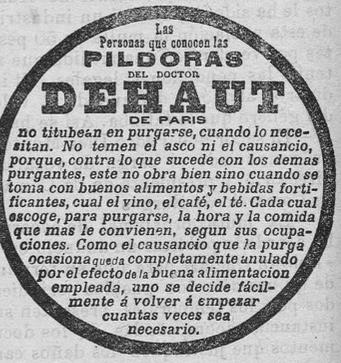 Las
Personas que conocen las
PILDORAS
DEL DOCTOR
DEHAUT
DE PARIS
no titubean en purgarse, cuando lo nece-
sitan. No temen el asco ni el causancio,
porque, contra lo que sucede con los demas
purgantes, este no obra bien sino cuando se
toma con buenos alimentos y bebidas forti-
ficantes, cual el vino, el café, el té. Cada cual
escoge, para purgarse, la hora y la comida
que mas le convienen, segun sus ocupa-
ciones. Como el causancio que la purga
ocasiona queda completamente anulado
por el efecto de la buena alimentacion
empleada, uno se decide fácil-
mente á volver á empezar
cuantas veces sea
necesario.